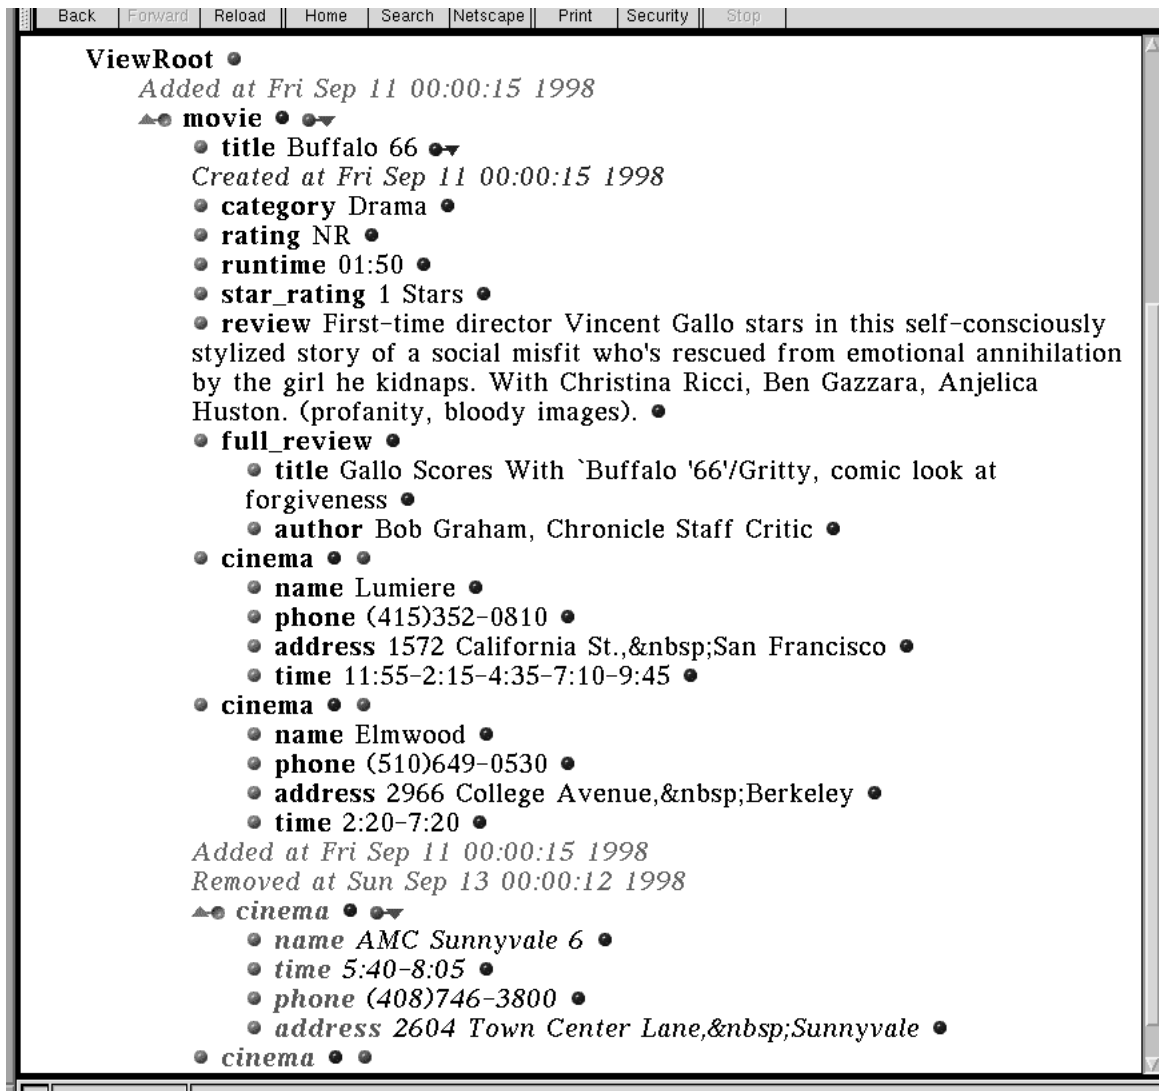 Back Forward Reload Home Search Netscape Print Security Stop
ViewRoot
Added at Fri Sep 11 00:00:15 1998
movie
title Buffalo 66
Created at Fri Sep 11 00:00:15 1998
category Drama
rating NR
runtime 01:50
star_rating 1 Stars
review First-time director Vincent Gallo stars in this self-consciously
stylized story of a social misfit who's rescued from emotional annihilation
by the girl he kidnaps. With Christina Ricci, Ben Gazzara, Anjelica
Huston. (profanity, bloody images).
full_review
title Gallo Scores With `Buffalo '66'/Gritty, comic look at
forgiveness
author Bob Graham, Chronicle Staff Critic
cinema
name Lumiere
phone (415)352-0810
address 1572 California St.,&nbsp;San Francisco
time 11:55-2:15-4:35-7:10-9:45
cinema
name Elmwood
phone (510)649-0530
address 2966 College Avenue,&nbsp;Berkeley
time 2:20-7:20
Added at Fri Sep 11 00:00:15 1998
Removed at Sun Sep 13 00:00:12 1998
cinema
name AMC Sunnyvale 6
time 5:40-8:05
phone (408)746-3800
address 2604 Town Center Lane,&nbsp;Sunnyvale
cinema